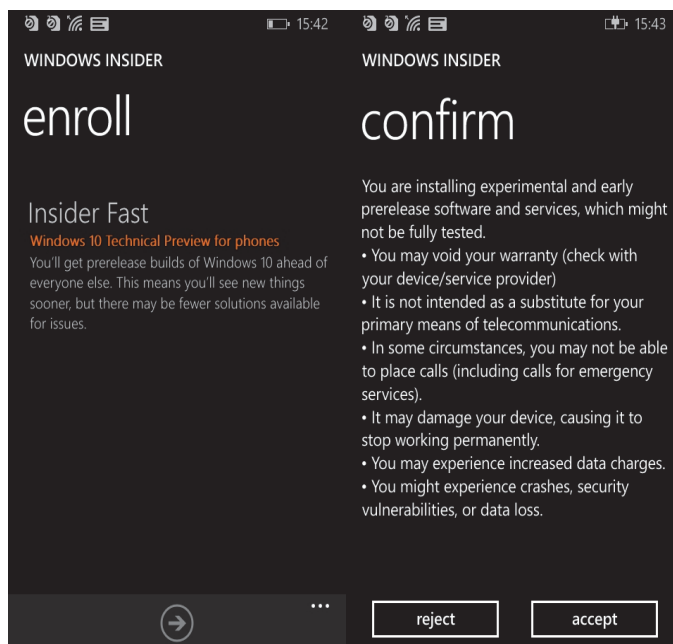 15:42
WINDOWS INSIDER
enroll
Insider Fast
Windows 10 Technical Preview for phones
You'll get prerelease builds of Windows 10 ahead of
everyone else. This means you'll see new things
sooner, but there may be fewer solutions available
for issues.
15:43
WINDOWS INSIDER
confirm
You are installing experimental and early
prerelease software and services, which might
not be fully tested.
• You may void your warranty (check with
your device/service provider)
• It is not intended as a substitute for your
primary means of telecommunications.
• In some circumstances, you may not be able
to place calls (including calls for emergency
services).
• It may damage your device, causing it to
stop working permanently.
• You may experience increased data charges.
• You might experience crashes, security
vulnerabilities, or data loss.
reject
accept